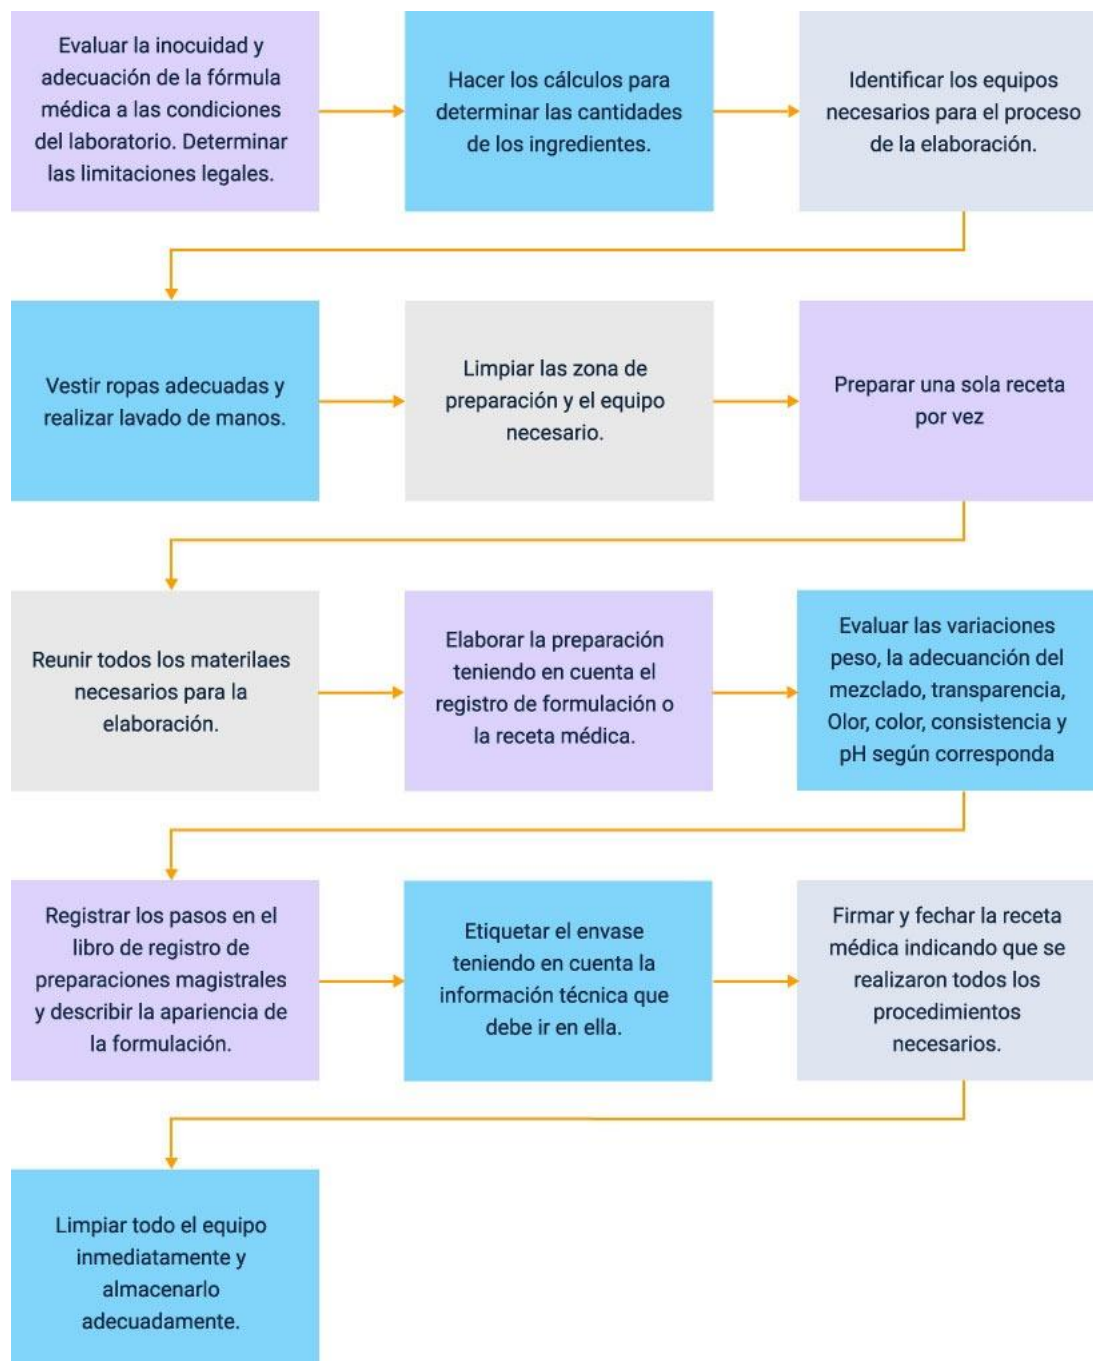 Evaluar la inocuidad y
adecuación de la fórmula
médica a las condiciones
del laboratorio. Determinar
las limitaciones legales.
Hacer los cálculos para
determinar las cantidades
de los ingredientes.
Identificar los equipos
necesarios para el proceso
de la elaboración.
Vestir ropas adecuadas y
realizar lavado de manos.
Limpiar las zona de
preparación y el equipo
necesario.
Preparar una sola receta
por vez
Reunir todos los materilaes
necesarios para la
elaboración.
Elaborar la preparación
teniendo en cuenta el
registro de formulación o
la receta médica.
Evaluar las variaciones
peso, la adecuanción del
mezclado, transparencia,
Olor, color, consistencia y
pH según corresponda
Registrar los pasos en el
libro de registro de
preparaciones magistrales
y describir la apariencia de
la formulación.
Etiquetar el envase
teniendo en cuenta la
información técnica que
debe ir en ella.
Firmar y fechar la receta
médica indicando que se
realizaron todos los
procedimientos
necesarios.
Limpiar todo el equipo
inmediatamente y
almacenarlo
adecuadamente.